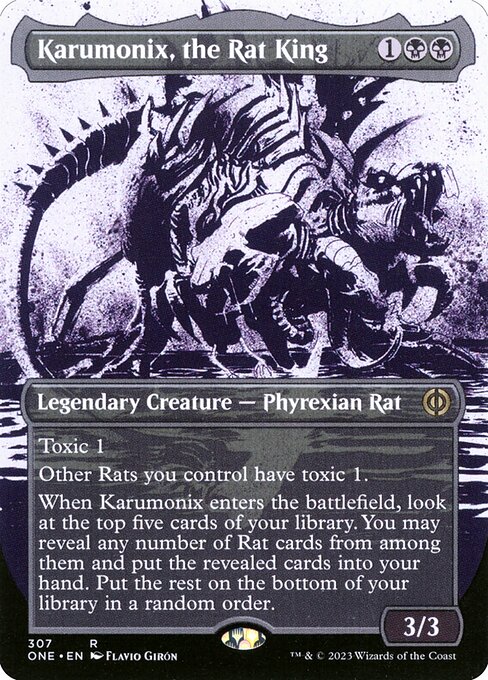 Karumonix, the Rat King 1
Legendary Creature — Phyrexian Rat
Toxic 1
Other Rats you control have toxic 1.
When Karumonix enters the battlefield, look
at the top five cards of your library. You may
reveal any number of Rat cards from among
them and put the revealed cards into your
hand. Put the rest on the bottom of your
library in a random order.
3/3
307 R
ONE • EN Flavio Girón
™ & © 2023 Wizards of the Coast